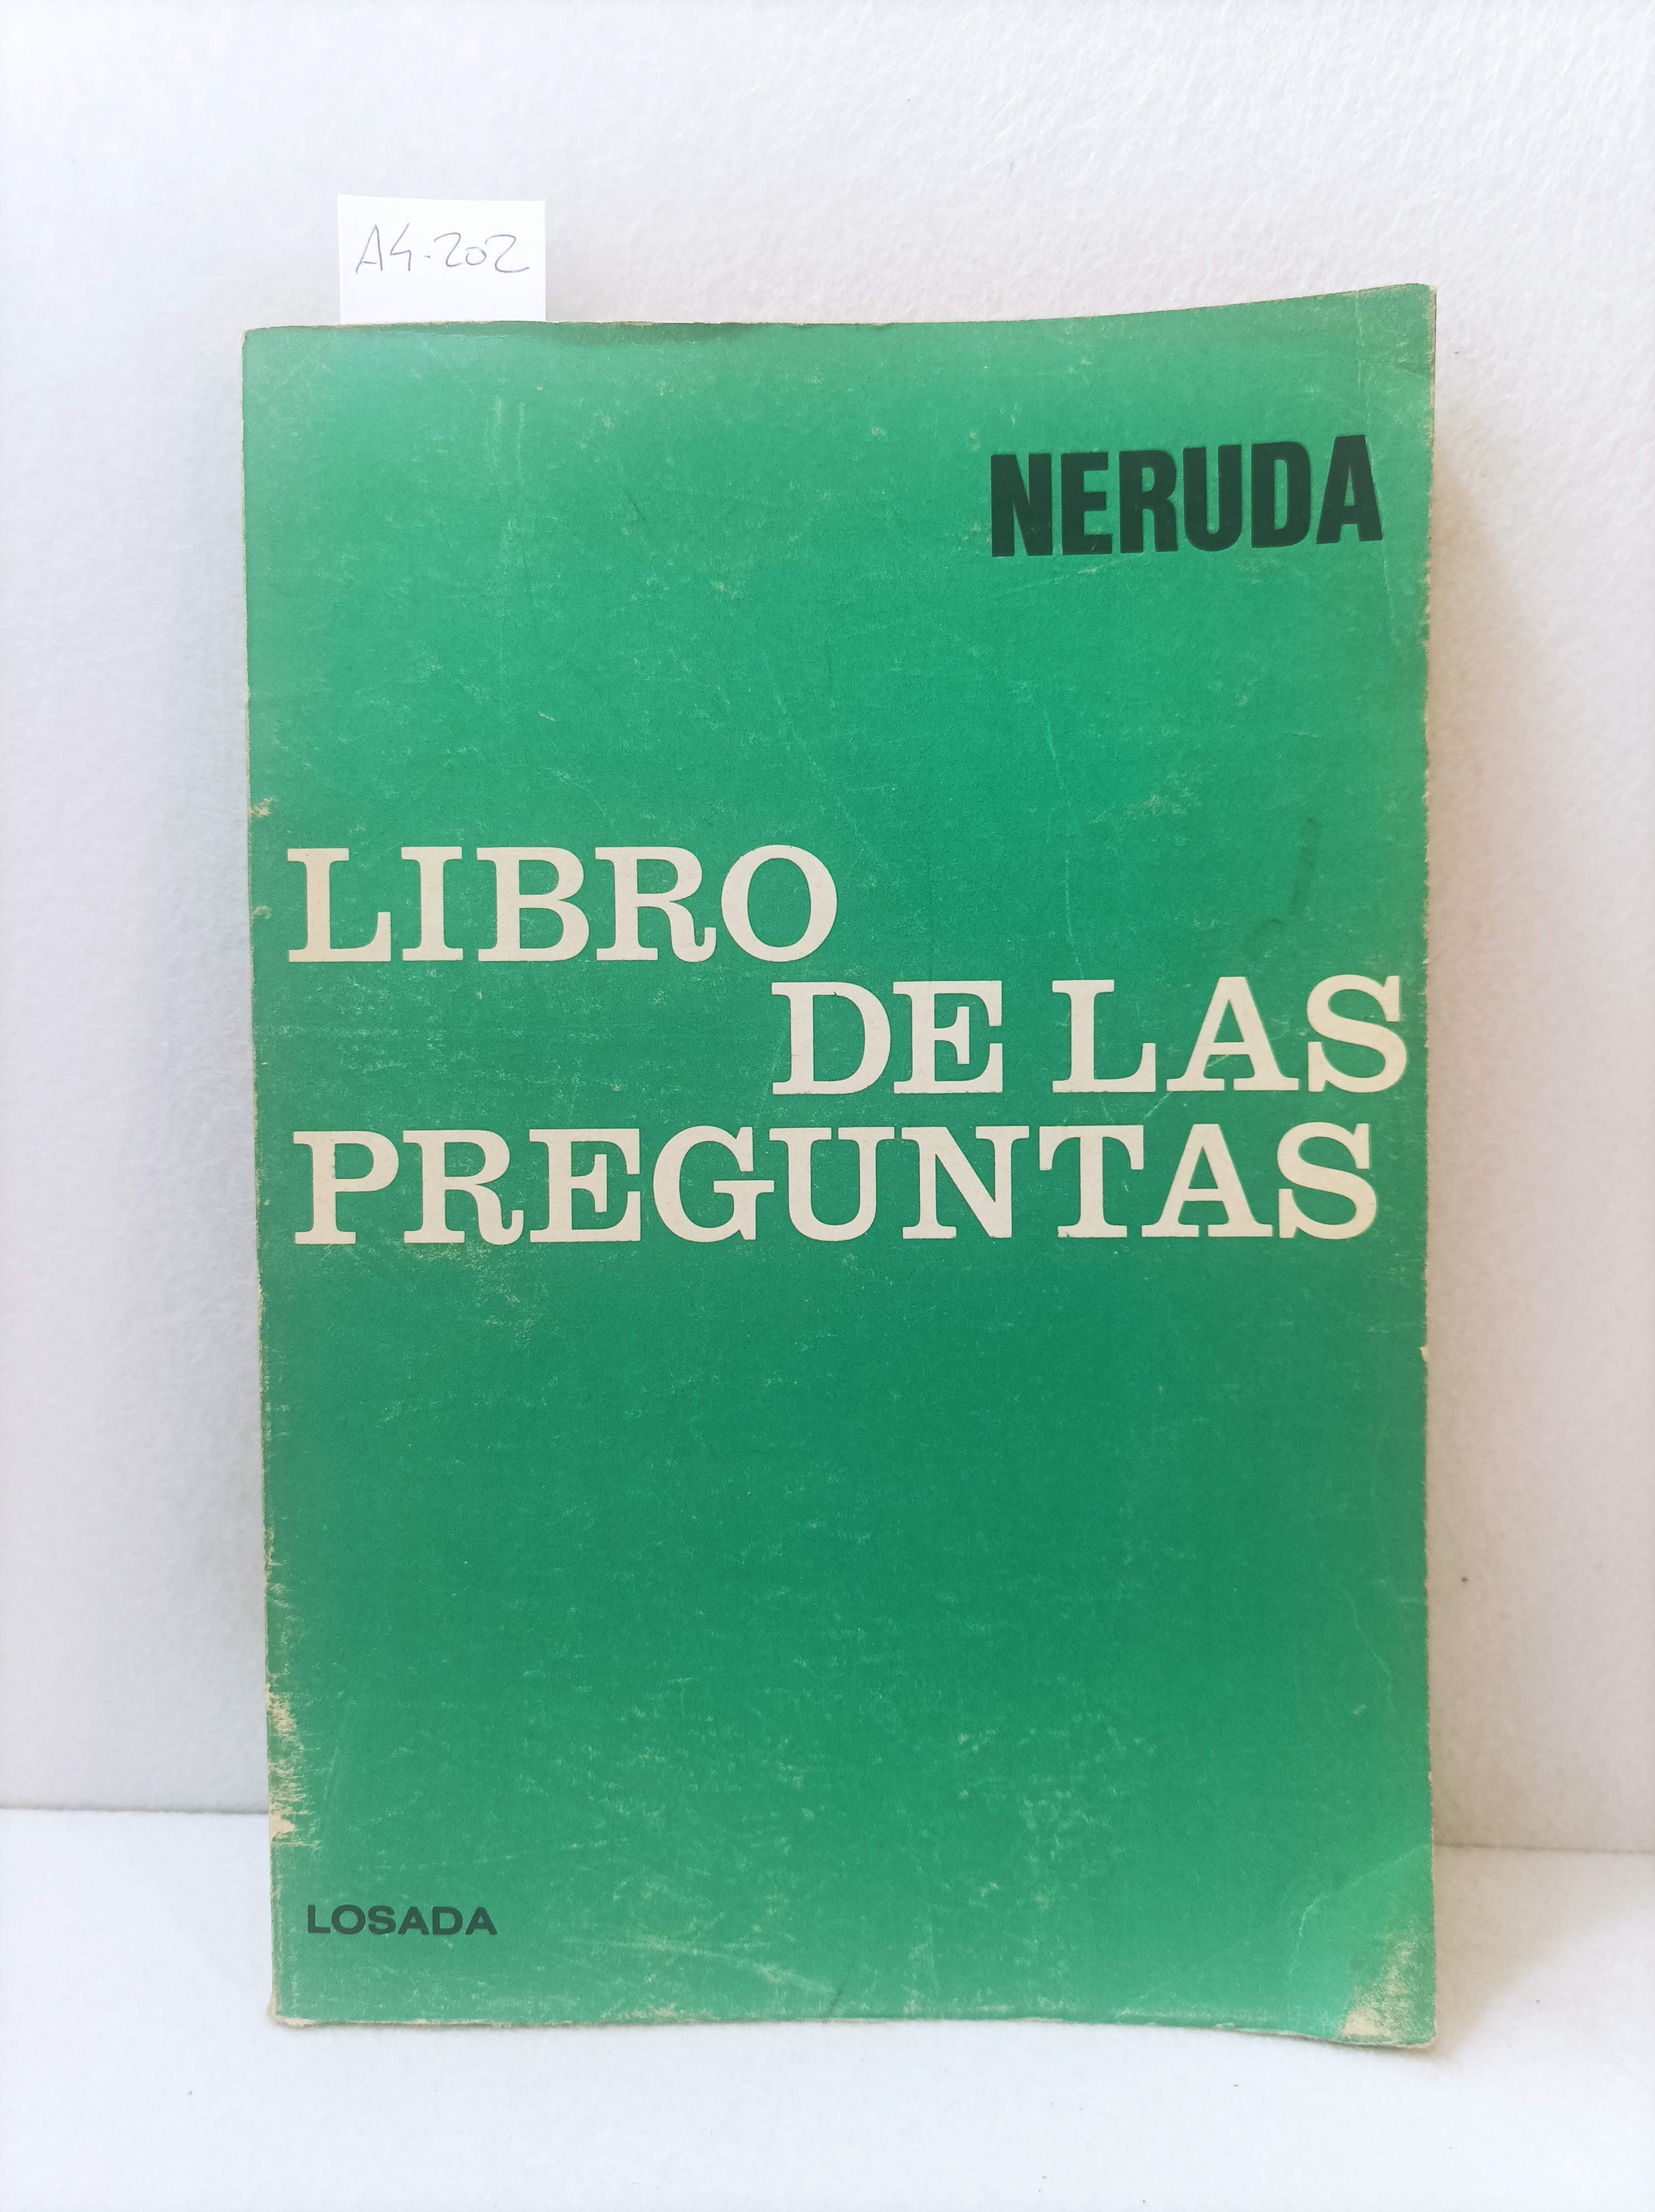 A4-202
NERUDA
LIBRO
DE LAS
PREGUNTAS
LOSADA